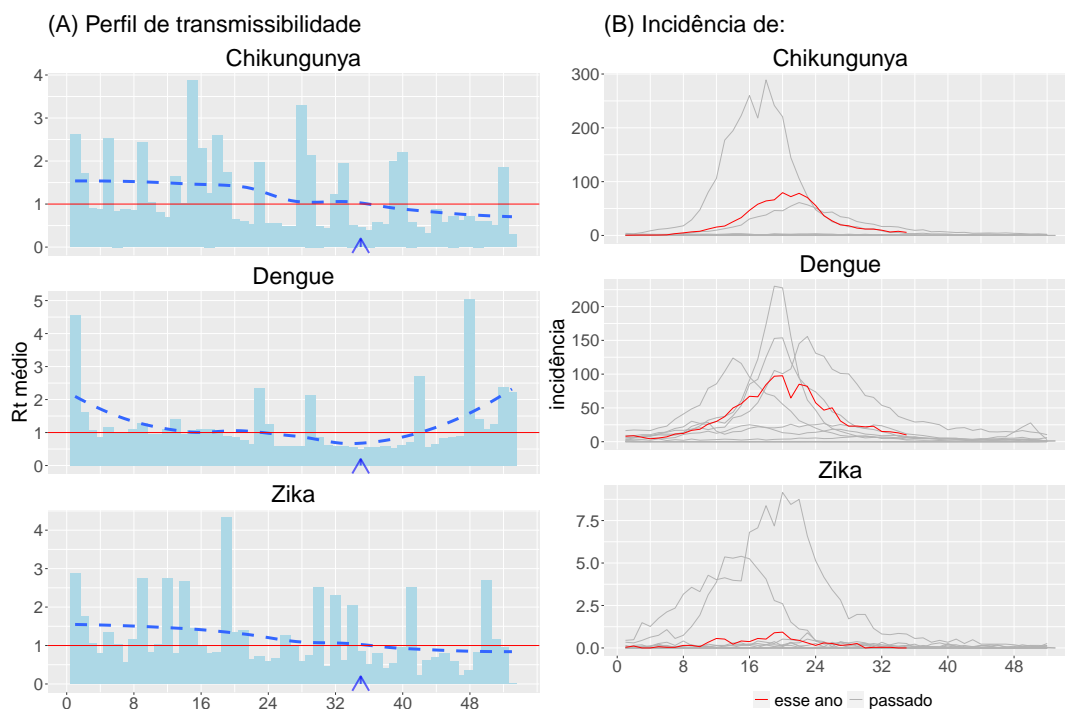 (A) Perfil de transmissibilidade
Chikungunya
4
3
2
1
0
Dengue
5
4
3
2
1
0
Rt médio
Zika
4
3
2
1
0
0 8 16 24 32 40 48
(B) Incidência de:
Chikungunya
300
200
100
0
Dengue
200
150
100
50
0
incidência
Zika
7.5
5.0
2.5
0.0
0 8 16 24 32 40 48
esse ano passado